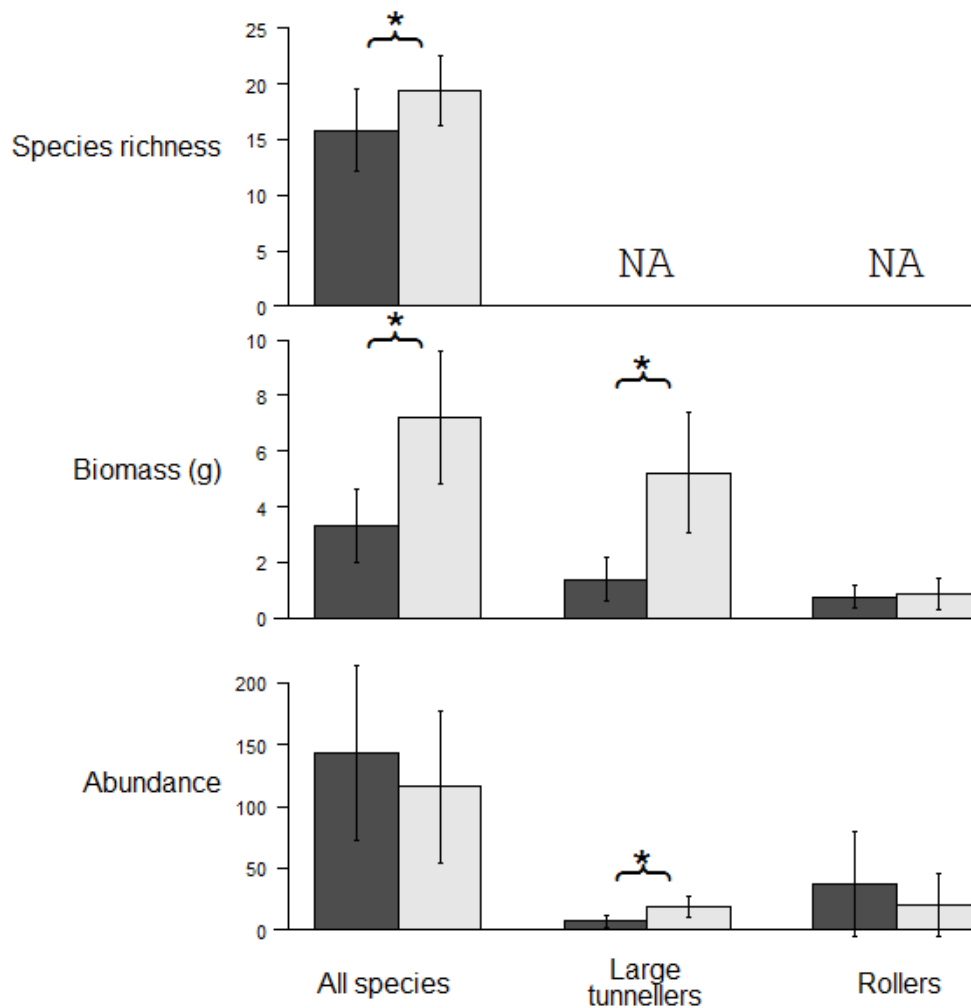 25
*
20
Species richness
15
10
5
NA
NA
0
*
10
*
8
6
Biomass (g)
4
2
0
200
150
Abundance
100
*
50
0
All species
Large
tunnellers
Rollers